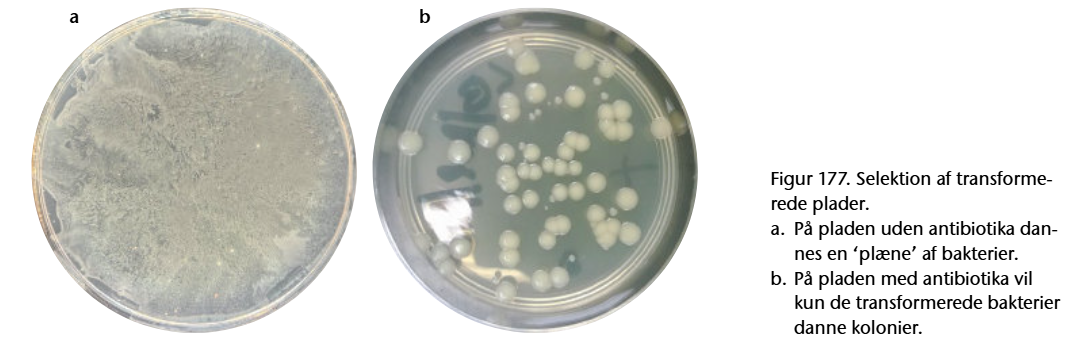 a
b
Figur 177. Selektion af transforme-
rede plader.
a. På pladen uden antibiotika dan-
nes en ‘plæne’ af bakterier.
b. På pladen med antibiotika vil
kun de transformerede bakterier
danne kolonier.